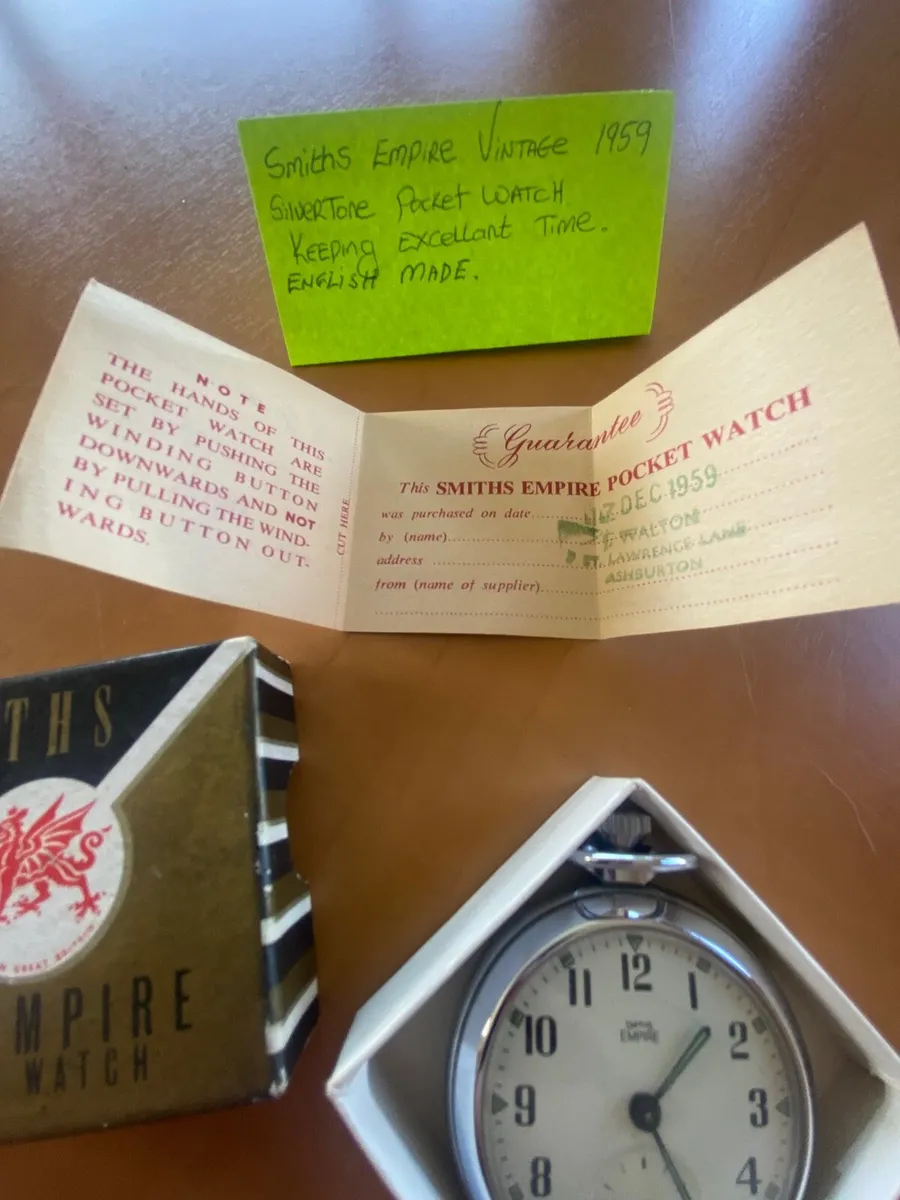 Smiths EMPIRE VINTAGE 1959
SilverTone Pocket WATCH
KEEPING EXCELLANT TIME.
ENGLISH MADE.
NOTE
THE HANDS OF THIS
POCKET WATCH ARE
SET BY PUSHING THE
WINDING BUTTON
DOWNWARDS AND NOT
BY PULLING THE WIND-
ING BUTTON OUT-
WARDS.
CUT HERE
Guarantee
This SMITHS EMPIRE POCKET WATCH
was purchased on date DEC 1959
by (name) WALTON
address LAWRENCE LANE
ASHBURTON
from (name of supplier)
THS
GREAT BRITAIN
MPIRE
WATCH
12
11
1
10
2
SMITHS
EMPIRE
9
3
8
4